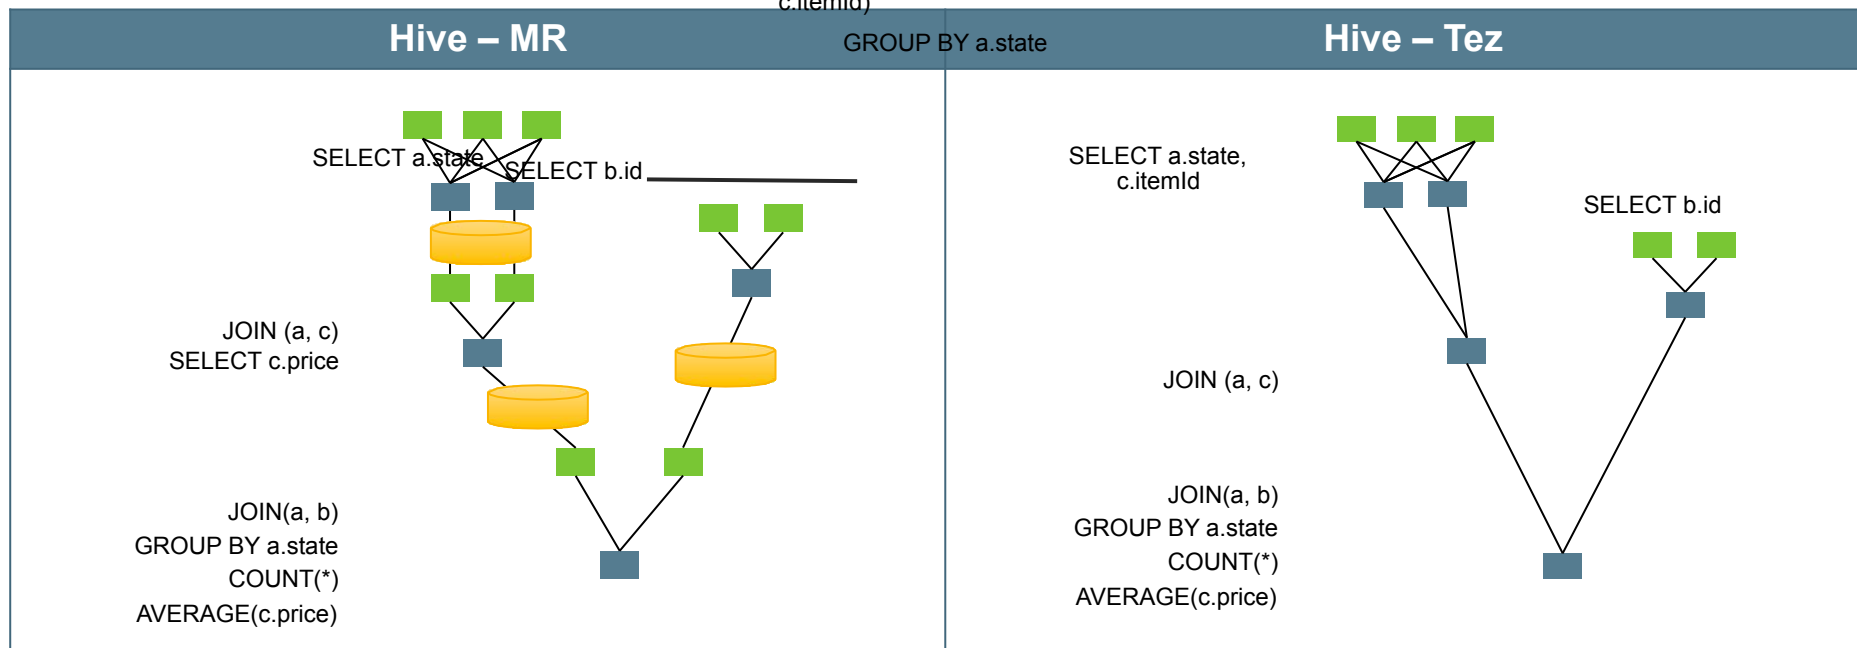 c.itemId)
Hive – MR
GROUP BY a.state
Hive – Tez
SELECT a.state
SELECT b.id
JOIN (a, c)
SELECT c.price
JOIN(a, b)
GROUP BY a.state
COUNT(*)
AVERAGE(c.price)
SELECT a.state,
c.itemId
SELECT b.id
JOIN (a, c)
JOIN(a, b)
GROUP BY a.state
COUNT(*)
AVERAGE(c.price)